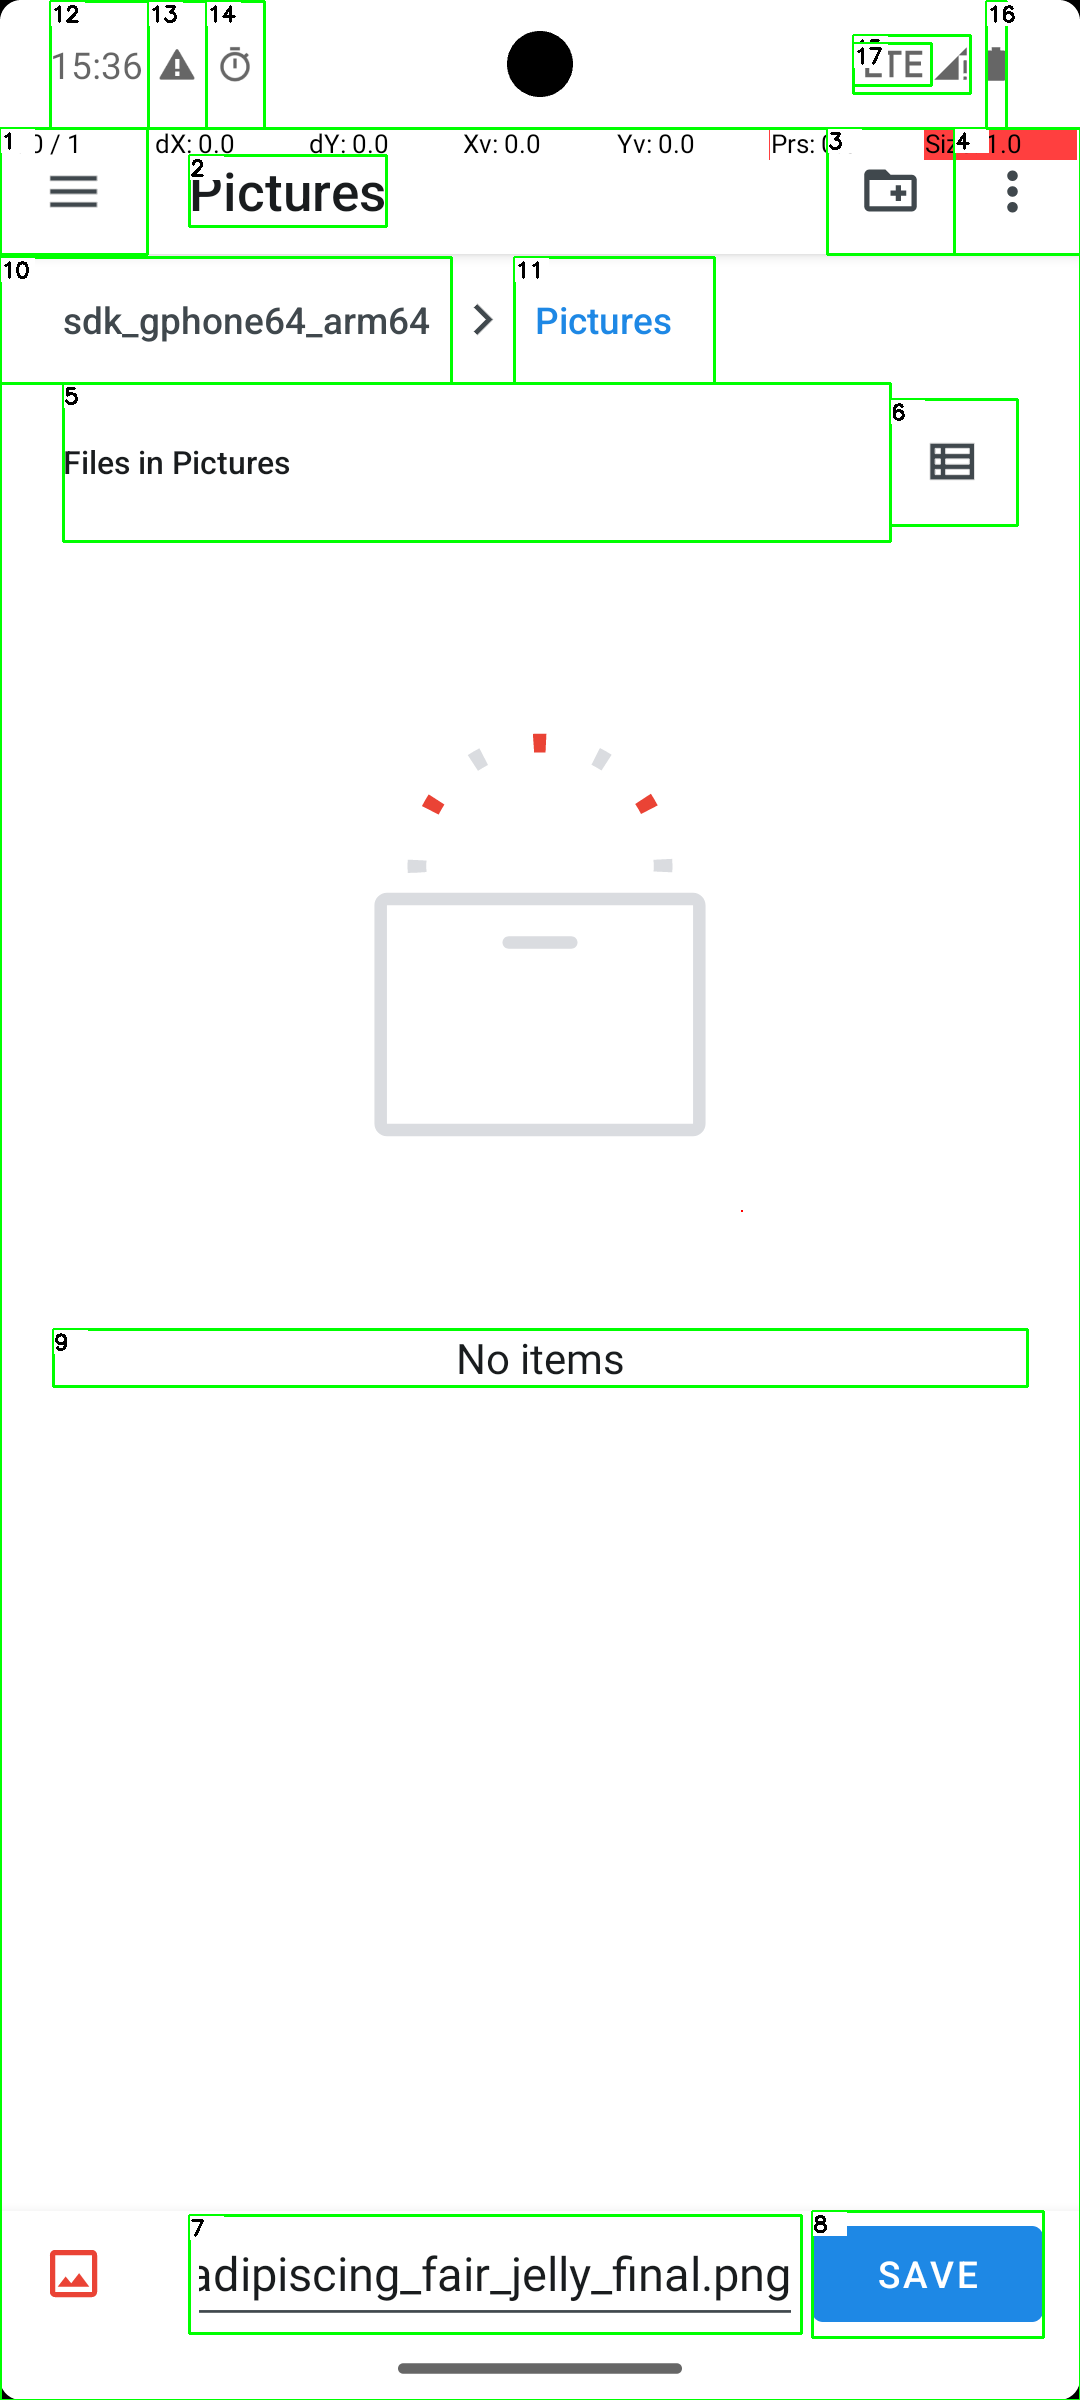 12
13
14
16
15:36
17
LTE
1
0 / 1
dX: 0.0
dY: 0.0
Xv: 0.0
Yv: 0.0
Prs:
3
4
1.0
2
Pictures
10
sdk_gphone64_arm64
11
Pictures
5
Files in Pictures
6
9
No items
7
adipiscing_fair_jelly_final.png
8
SAVE